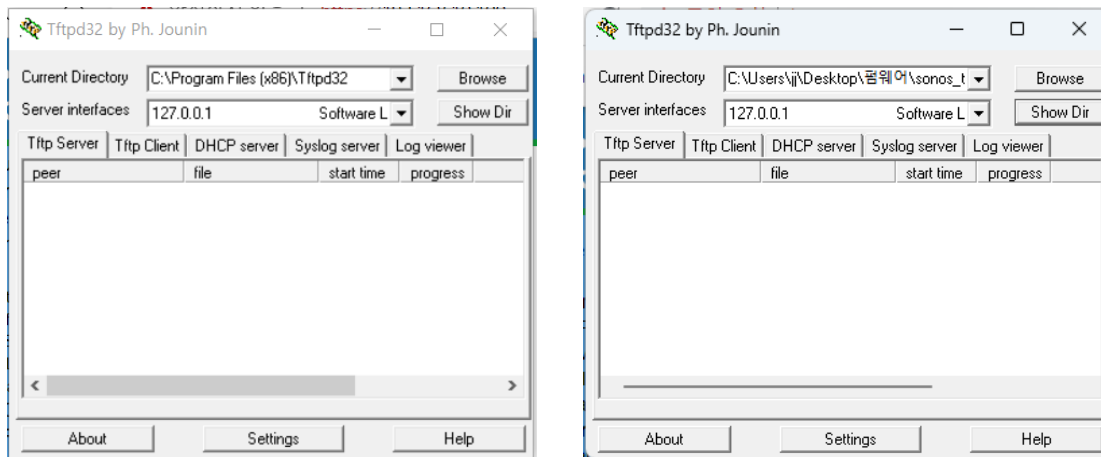 Tftpd32 by Ph. Jounin
Current Directory C:\Program Files (x86)\Tftpd32 Browse
Server interfaces 127.0.0.1 Software L Show Dir
Tftp Server Tftp Client DHCP server Syslog server Log viewer
peer file start time progress
About Settings Help
Tftpd32 by Ph. Jounin
Current Directory C:\Users\jj\Desktop\펌웨어\sonos_t Browse
Server interfaces 127.0.0.1 Software L Show Dir
Tftp Server Tftp Client DHCP server Syslog server Log viewer
peer file start time progress
About Settings Help